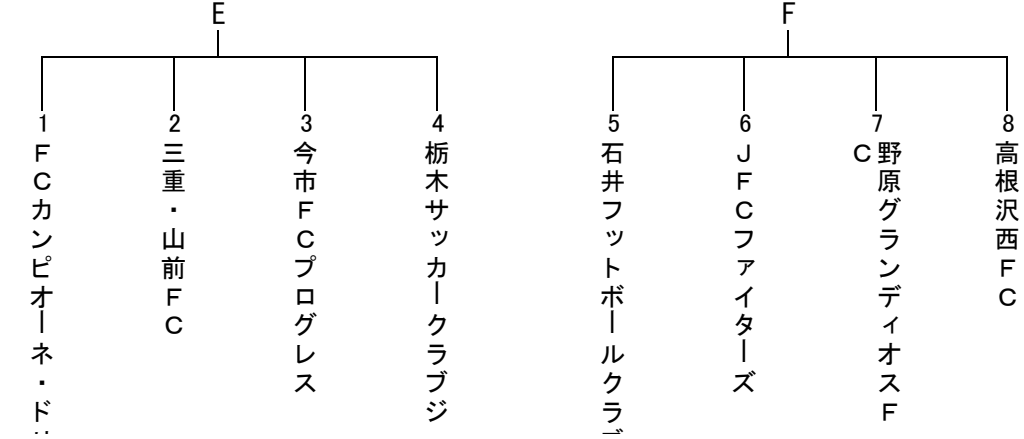 E
F
1
2
3
4
5
6
7
8
FCカンピオーネ・ド
三重・山前FC
今市FCプログレス
栃木サッカークラブジ
石井フットボールクラ
JFCファイターズ
野原グランディオスF
C
高根沢西FC